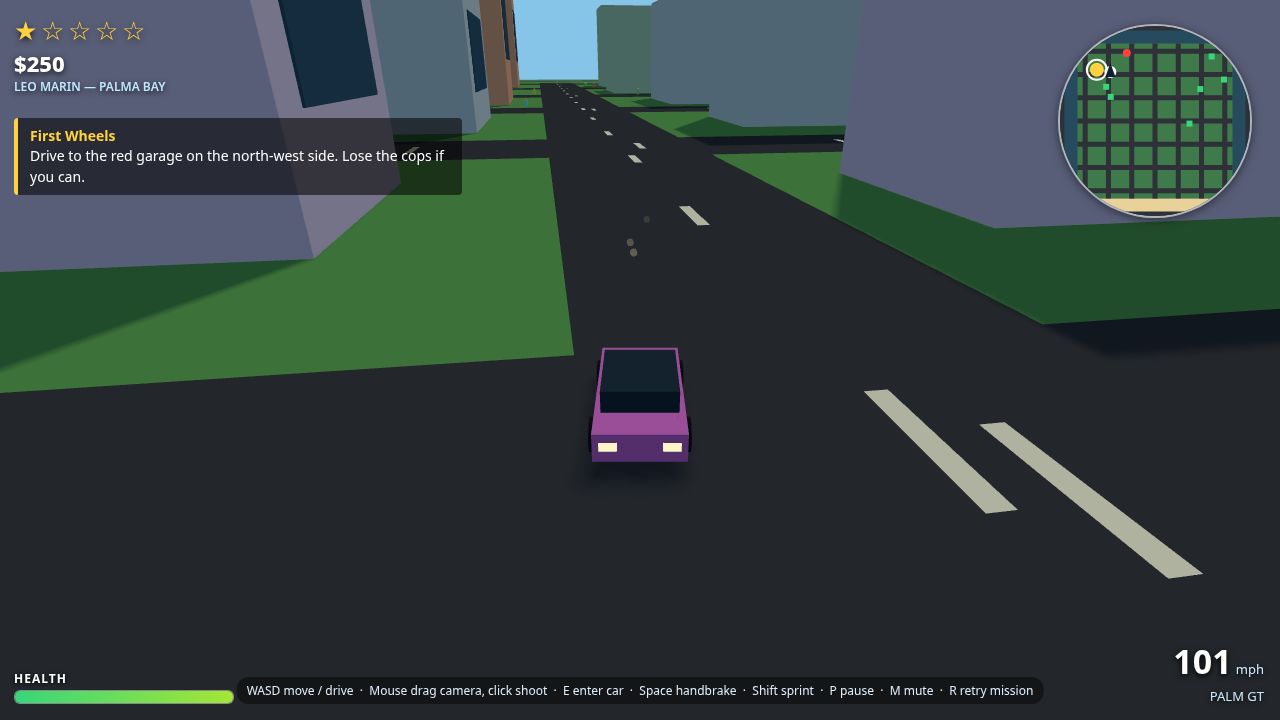 ★☆☆☆☆
$250
LEO MARIN — PALMA BAY
First Wheels
Drive to the red garage on the north-west side. Lose the cops if
you can.
HEALTH
WASD move / drive · Mouse drag camera, click shoot · E enter car · Space handbrake · Shift sprint · P pause · M mute · R retry mission
101 mph
PALM GT